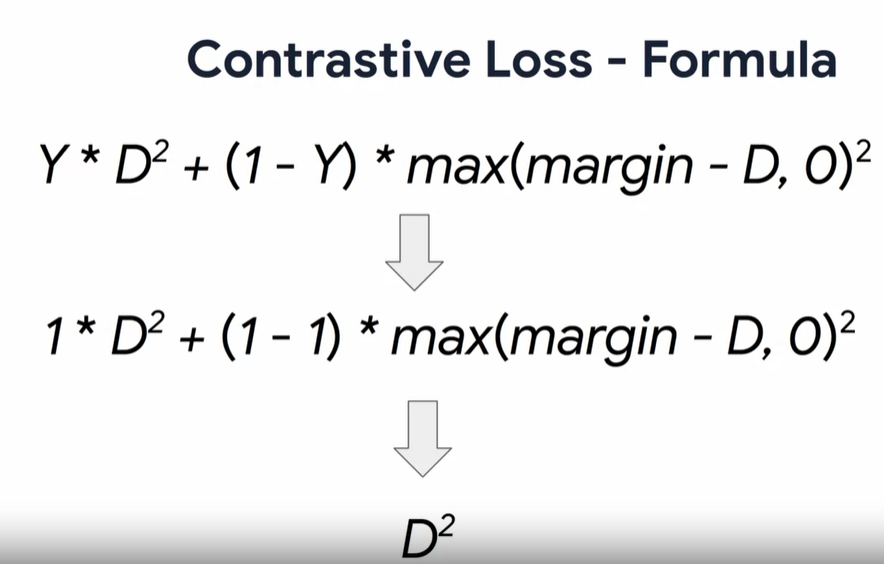 Contrastive Loss - Formula
Y * D² + (1 - Y) * max(margin - D, 0)²
1 * D² + (1 - 1) * max(margin - D, 0)²
D²